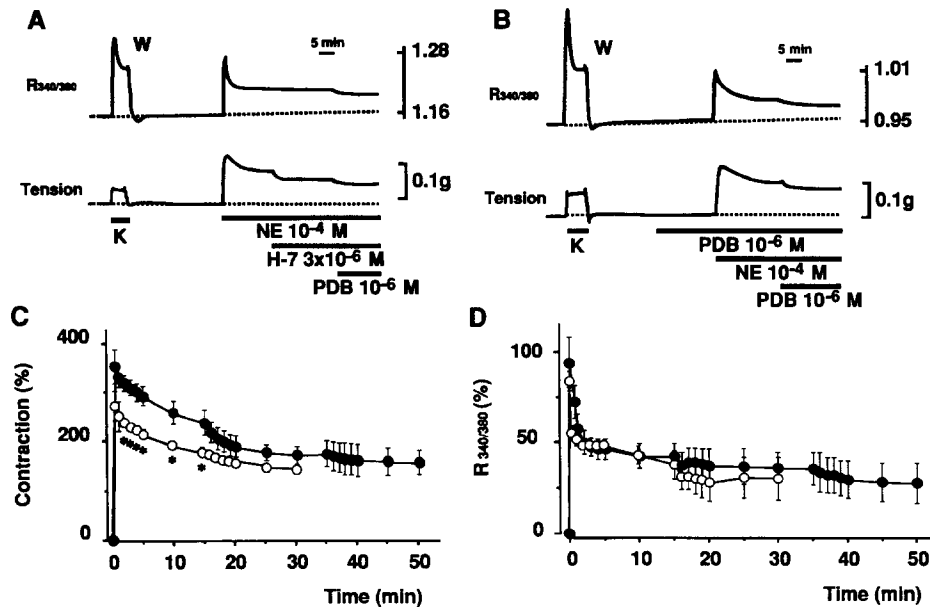 A
W
5 min
R340/380
1.28
1.16
Tension
0.1g
K
NE 10-4 M
H-7 3x10-6 M
PDB 10-6 M
B
W
5 min
R340/380
1.01
0.95
Tension
0.1g
K
PDB 10-6 M
NE 10-4 M
PDB 10-6 M
C
Contraction (%)
400
200
0
****
*
*
0 10 20 30 40 50
Time (min)
D
R 340/380 (%)
100
50
0
0 10 20 30 40 50
Time (min)